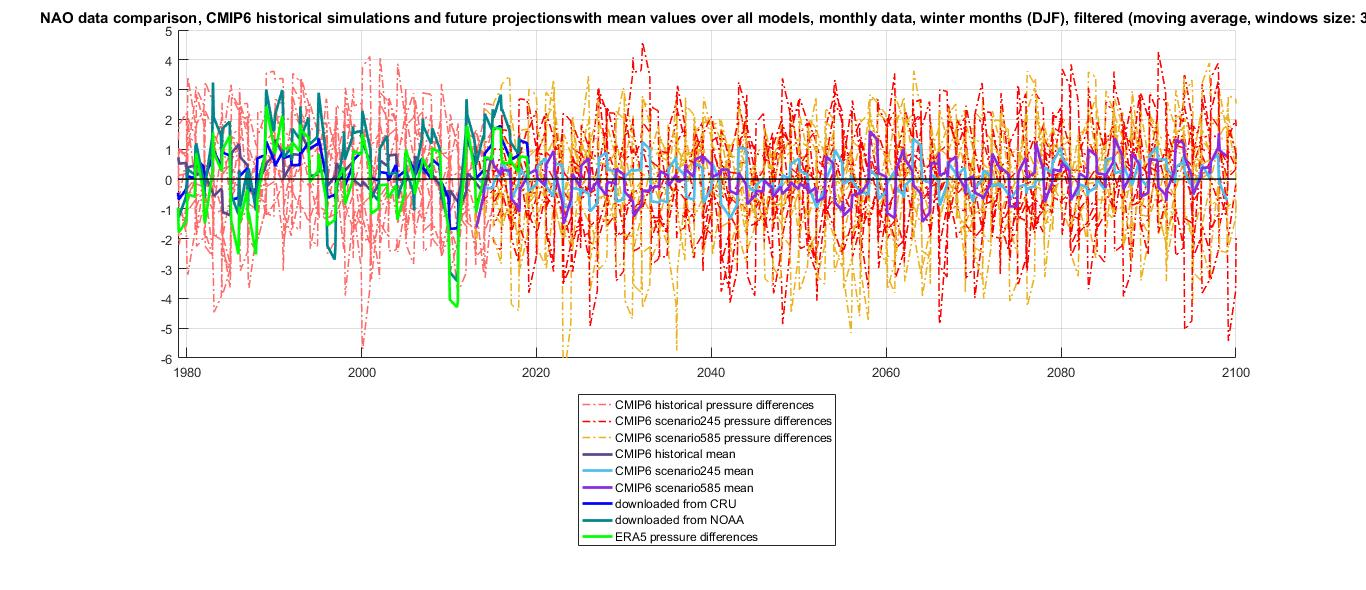 NAO data comparison, CMIP6 historical simulations and future projectionswith mean values over all models, monthly data, winter months (DJF), filtered (moving average, windows size: 3
5
4
3
2
1
0
-1
-2
-3
-4
-5
-6
1980 2000 2020 2040 2060 2080 2100
CMIP6 historical pressure differences
CMIP6 scenario245 pressure differences
CMIP6 scenario585 pressure differences
CMIP6 historical mean
CMIP6 scenario245 mean
CMIP6 scenario585 mean
downloaded from CRU
downloaded from NOAA
ERA5 pressure differences